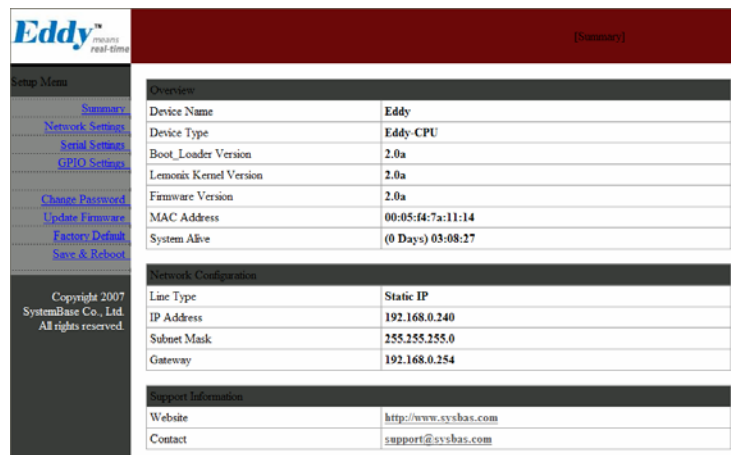 Eddy™
means
real-time
[Summary]
Setup Menu
Summary
Network Settings
Serial Settings
GPIO Settings
Change Password
Update Firmware
Factory Default
Save & Reboot
Copyright 2007
SystemBase Co., Ltd.
All rights reserved.
Overview
Device Name Eddy
Device Type Eddy-CPU
Boot_Loader Version 2.0a
Lemonix Kernel Version 2.0a
Firmware Version 2.0a
MAC Address 00:05:f4:7a:11:14
System Alive (0 Days) 03:08:27
Network Configuration
Line Type Static IP
IP Address 192.168.0.240
Subnet Mask 255.255.255.0
Gateway 192.168.0.254
Support Information
Website http://www.sysbas.com
Contact support@sysbas.com